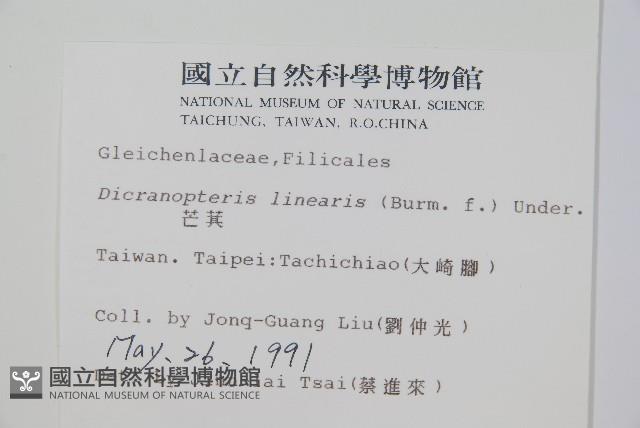 國立自然科學博物館
NATIONAL MUSEUM OF NATURAL SCIENCE
TAICHUNG, TAIWAN, R.O.CHINA
Gleichenlaceae,Filicales
Dicranopteris linearis (Burm. f.) Under.
芒萁
Taiwan. Taipei:Tachichiao(大崎腳)
Coll. by Jonq-Guang Liu(劉仲光)
May. 26. 1991
Tsai(蔡進來)
國立自然科學博物館
NATIONAL MUSEUM OF NATURAL SCIENCE